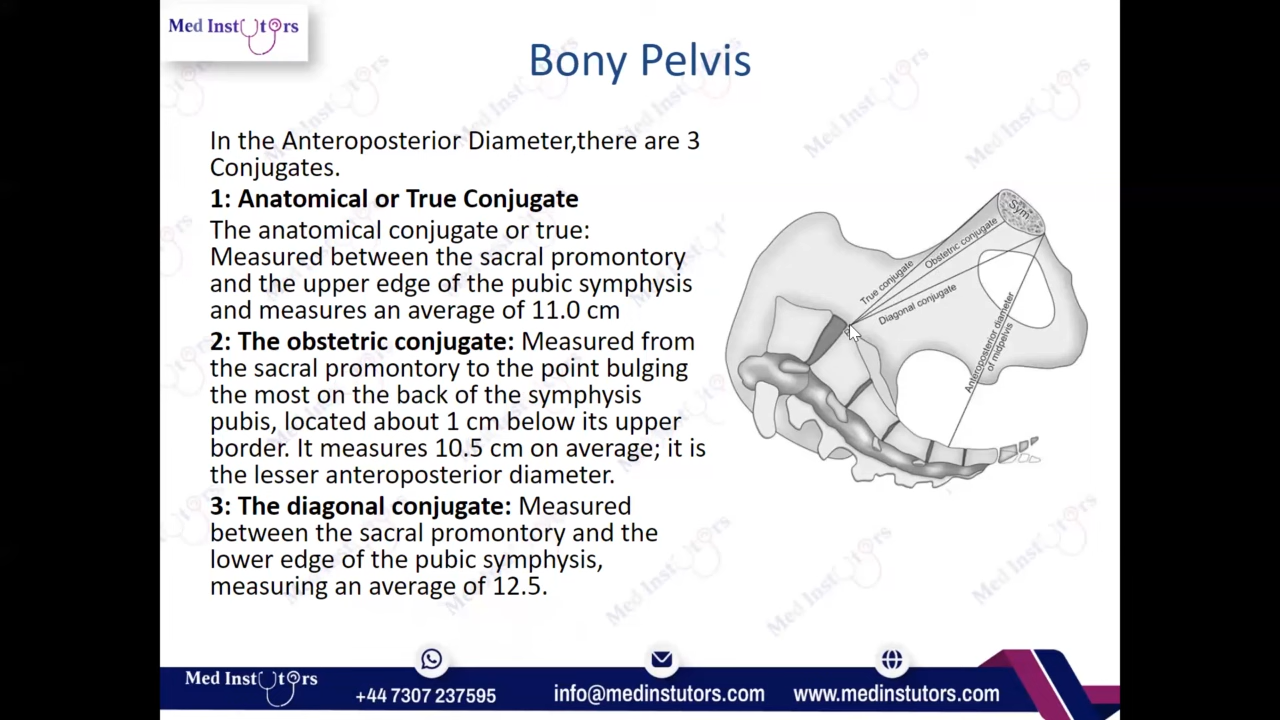 Med Instutors
Bony Pelvis
In the Anteroposterior Diameter,there are 3
Conjugates.
1: Anatomical or True Conjugate
The anatomical conjugate or true:
Measured between the sacral promontory
and the upper edge of the pubic symphysis
and measures an average of 11.0 cm
2: The obstetric conjugate: Measured from
the sacral promontory to the point bulging
the most on the back of the symphysis
pubis, located about 1 cm below its upper
border. It measures 10.5 cm on average; it is
the lesser anteroposterior diameter.
3: The diagonal conjugate: Measured
between the sacral promontory and the
lower edge of the pubic symphysis,
measuring an average of 12.5.
Sym
True conjugate
Obstetric conjugate
Diagonal conjugate
Anteroposterior diameter
of midpelvis
Med Instutors
+44 7307 237595
info@medinstutors.com
www.medinstutors.com